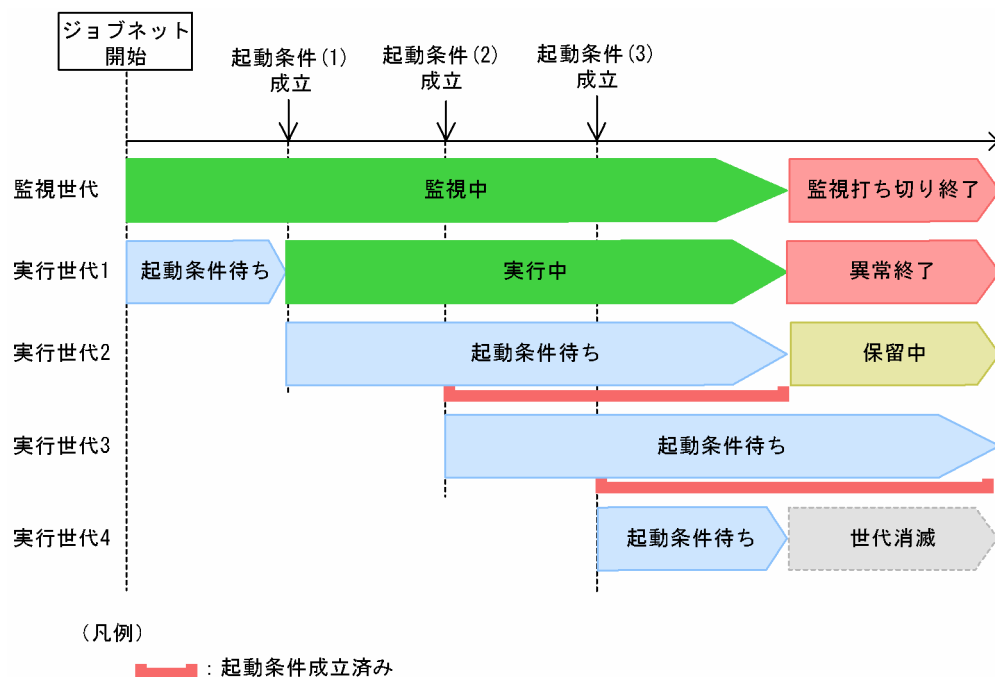 ジョブネット
開始
起動条件(1)
成立
起動条件(2)
成立
起動条件(3)
成立
監視世代
監視中
監視打ち切り終了
実行世代1
起動条件待ち
実行中
異常終了
実行世代2
起動条件待ち
保留中
実行世代3
起動条件待ち
実行世代4
起動条件待ち
世代消滅
(凡例)
：起動条件成立済み